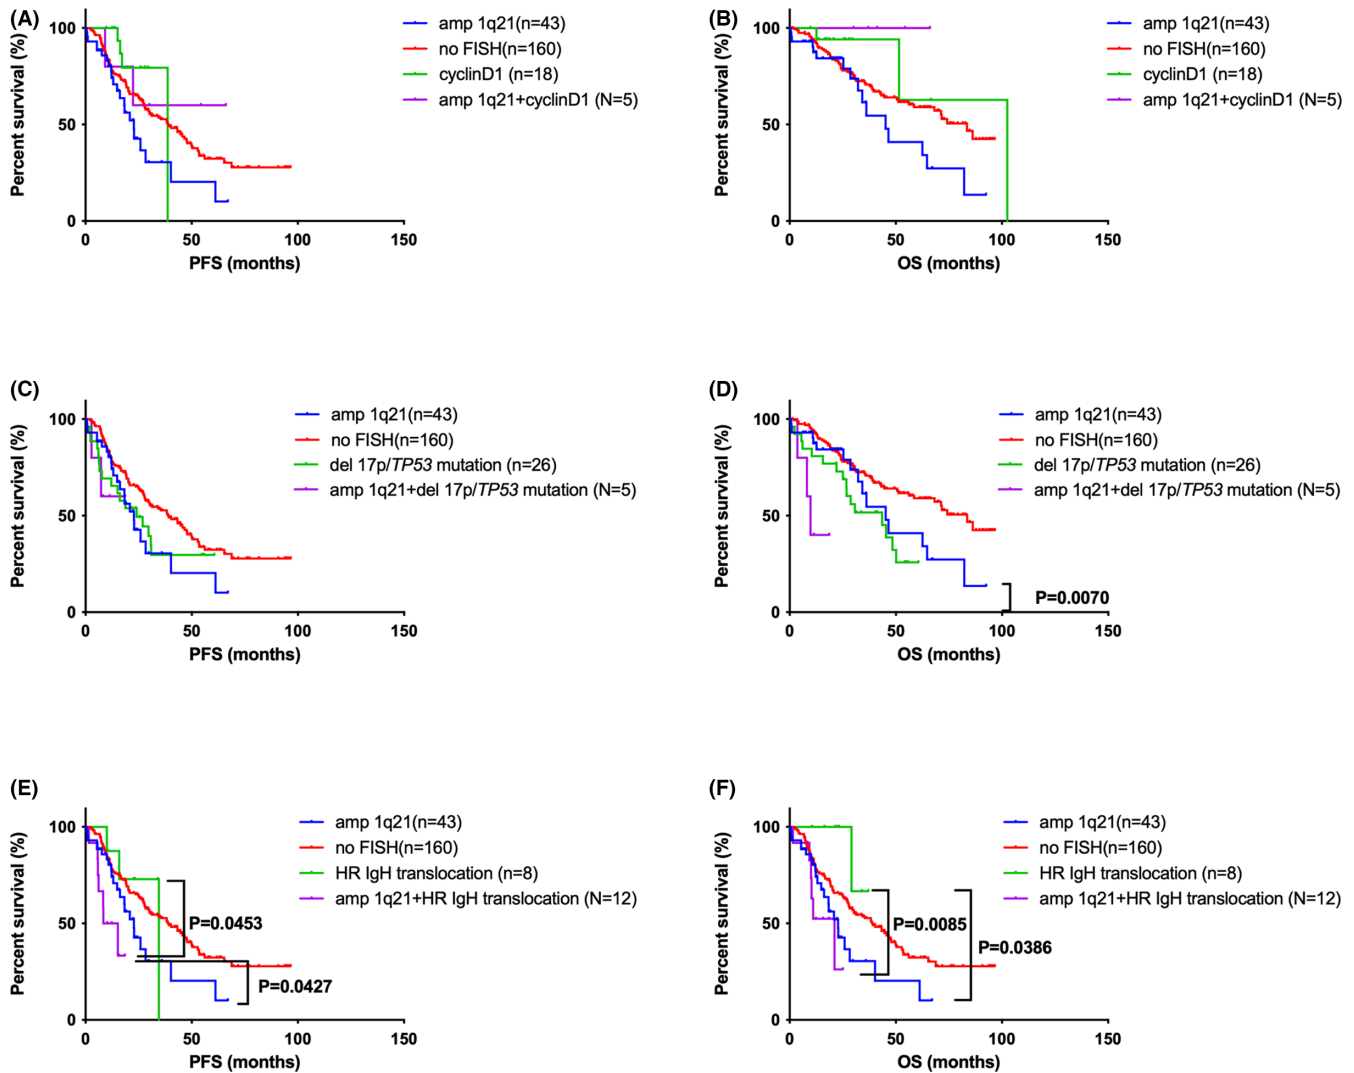 (A)
Percent survival (%)
100
50
0
0 50 100 150
PFS (months)
amp 1q21(n=43)
no FISH(n=160)
cyclinD1 (n=18)
amp 1q21+cyclinD1 (N=5)
(B)
Percent survival (%)
100
50
0
0 50 100 150
OS (months)
amp 1q21(n=43)
no FISH(n=160)
cyclinD1 (n=18)
amp 1q21+cyclinD1 (N=5)
(C)
Percent survival (%)
100
50
0
0 50 100 150
PFS (months)
amp 1q21(n=43)
no FISH(n=160)
del 17p/TP53 mutation (n=26)
amp 1q21+del 17p/TP53 mutation (N=5)
(D)
Percent survival (%)
100
50
0
0 50 100 150
OS (months)
amp 1q21(n=43)
no FISH(n=160)
del 17p/TP53 mutation (n=26)
amp 1q21+del 17p/TP53 mutation (N=5)
P=0.0070
(E)
Percent survival (%)
100
50
0
0 50 100 150
PFS (months)
amp 1q21(n=43)
no FISH(n=160)
HR IgH translocation (n=8)
amp 1q21+HR IgH translocation (N=12)
P=0.0453
P=0.0427
(F)
Percent survival (%)
100
50
0
0 50 100 150
OS (months)
amp 1q21(n=43)
no FISH(n=160)
HR IgH translocation (n=8)
amp 1q21+HR IgH translocation (N=12)
P=0.0085
P=0.0386